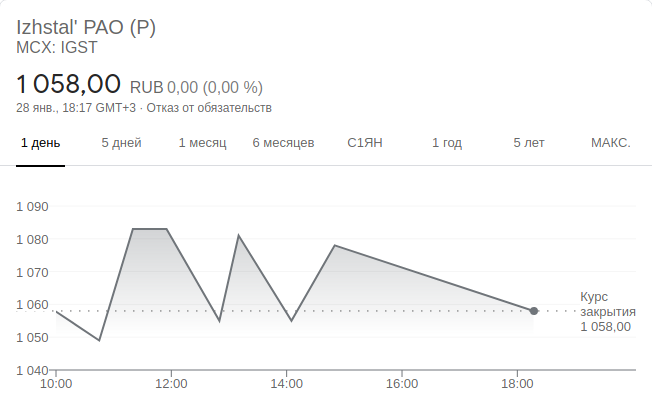 Izhstal' PAO (P)
MCX: IGST
1 058,00 RUB 0,00 (0,00 %)
28 янв., 18:17 GMT+3 · Отказ от обязательств
1 день 5 дней 1 месяц 6 месяцев С1ЯН 1 год 5 лет МАКС.
1 090
1 080
1 070
1 060
1 050
1 040
Курс
закрытия
1 058,00
10:00 12:00 14:00 16:00 18:00